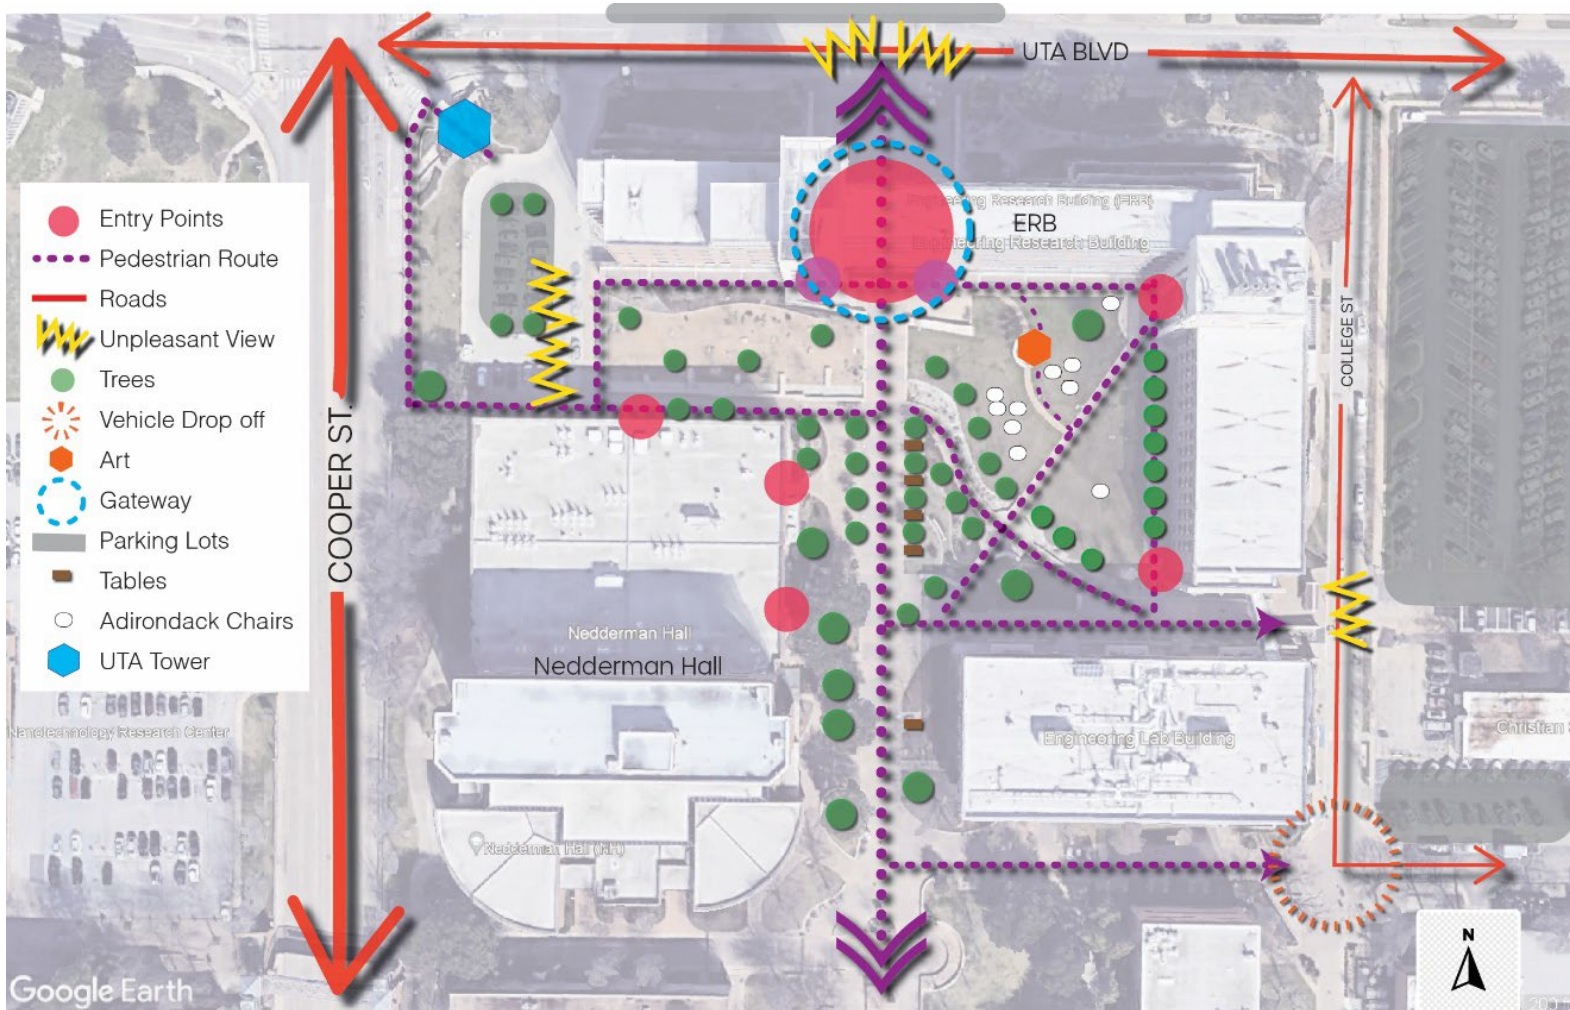 UTA BLVD
Entry Points
Pedestrian Route
Roads
Unpleasant View
Trees
Vehicle Drop off
Art
Gateway
Parking Lots
Tables
Adirondack Chairs
UTA Tower
COOPER ST.
Engineering Research Building (ERB)
ERB
Engineering Research Building
COLLEGE ST
Nedderman Hall
Nedderman Hall
Nanotechnology Research Center
Engineering Lab Building
Christian
Nedderman Hall (NH)
N
Google Earth
200 ft